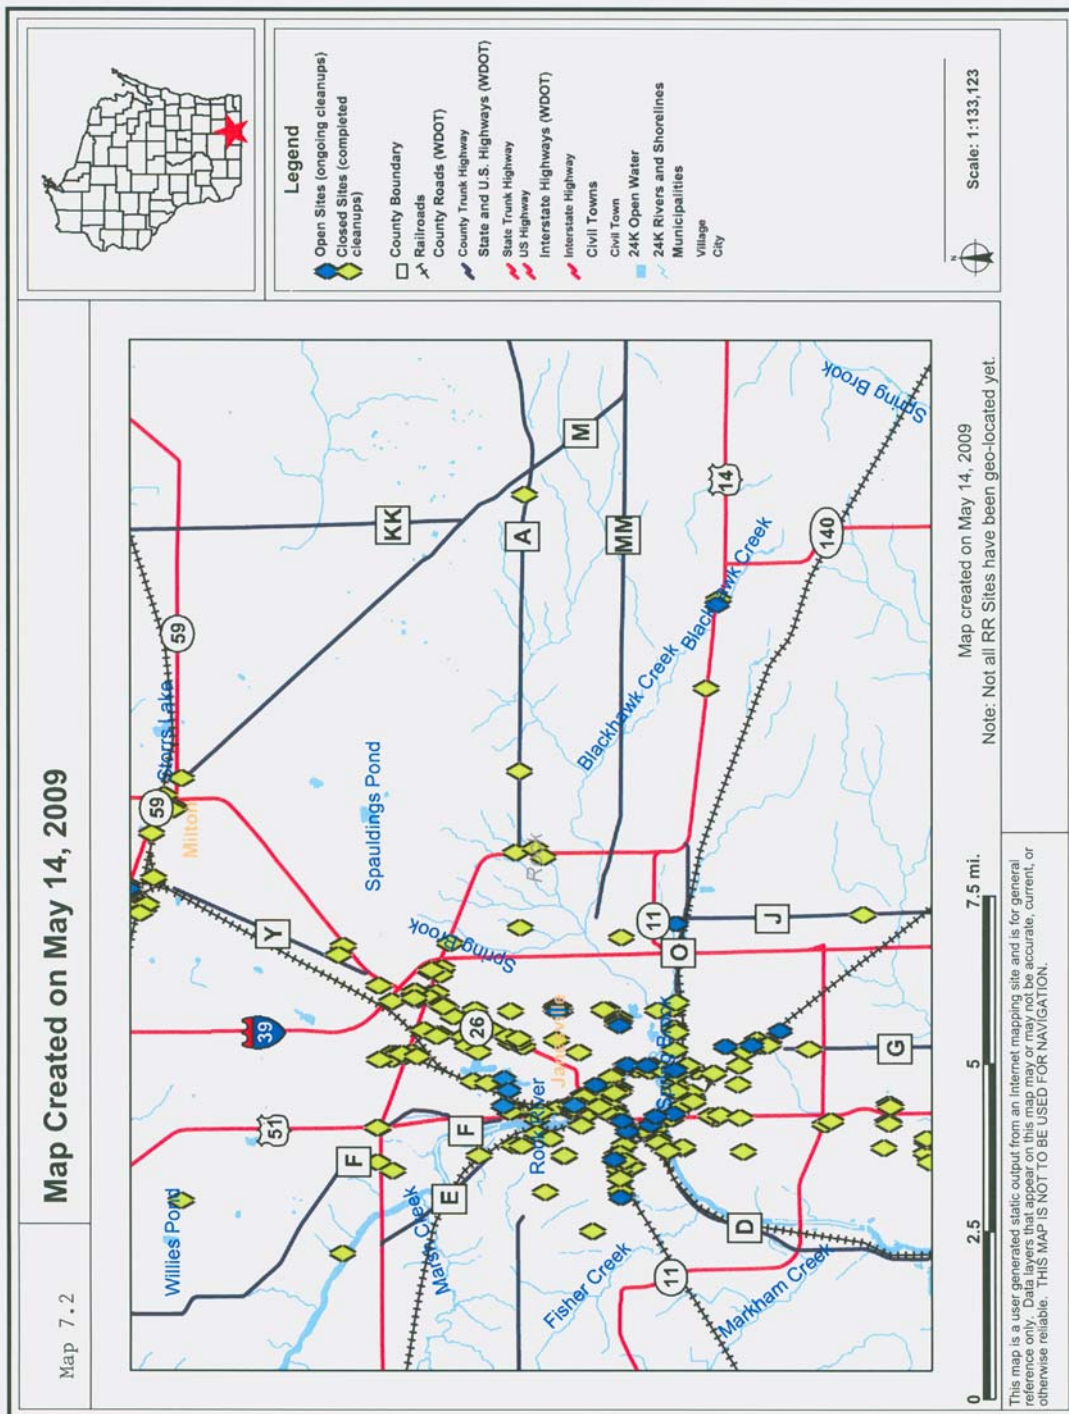 Map 7.2
Map Created on May 14, 2009
Legend
Open Sites (ongoing cleanups)
Closed Sites (completed
cleanups)
County Boundary
Railroads
County Roads (WDOT)
County Trunk Highway
State and U.S. Highways (WDOT)
State Trunk Highway
US Highway
Interstate Highways (WDOT)
Interstate Highway
Civil Towns
Civil Town
24K Open Water
24K Rivers and Shorelines
Municipalities
Village
City
N
Scale: 1:133,123
Willies Pond
51
39
Y
59
Milton
Storrs Lake
59
KK
F
F
E
Marsh Creek
26
Spring Brook
Spauldings Pond
A
M
Rock River
Janesville
Rock
Fisher Creek
MM
Blackhawk Creek
Blackhawk Creek
11
Spring Brook
O
11
14
D
Markham Creek
J
G
140
Spring Brook
0
2.5
5
7.5 mi.
Map created on May 14, 2009
Note: Not all RR Sites have been geo-located yet.
This map is a user generated static output from an Internet mapping site and is for general
reference only. Data layers that appear on this map may or may not be accurate, current, or
otherwise reliable. THIS MAP IS NOT TO BE USED FOR NAVIGATION.